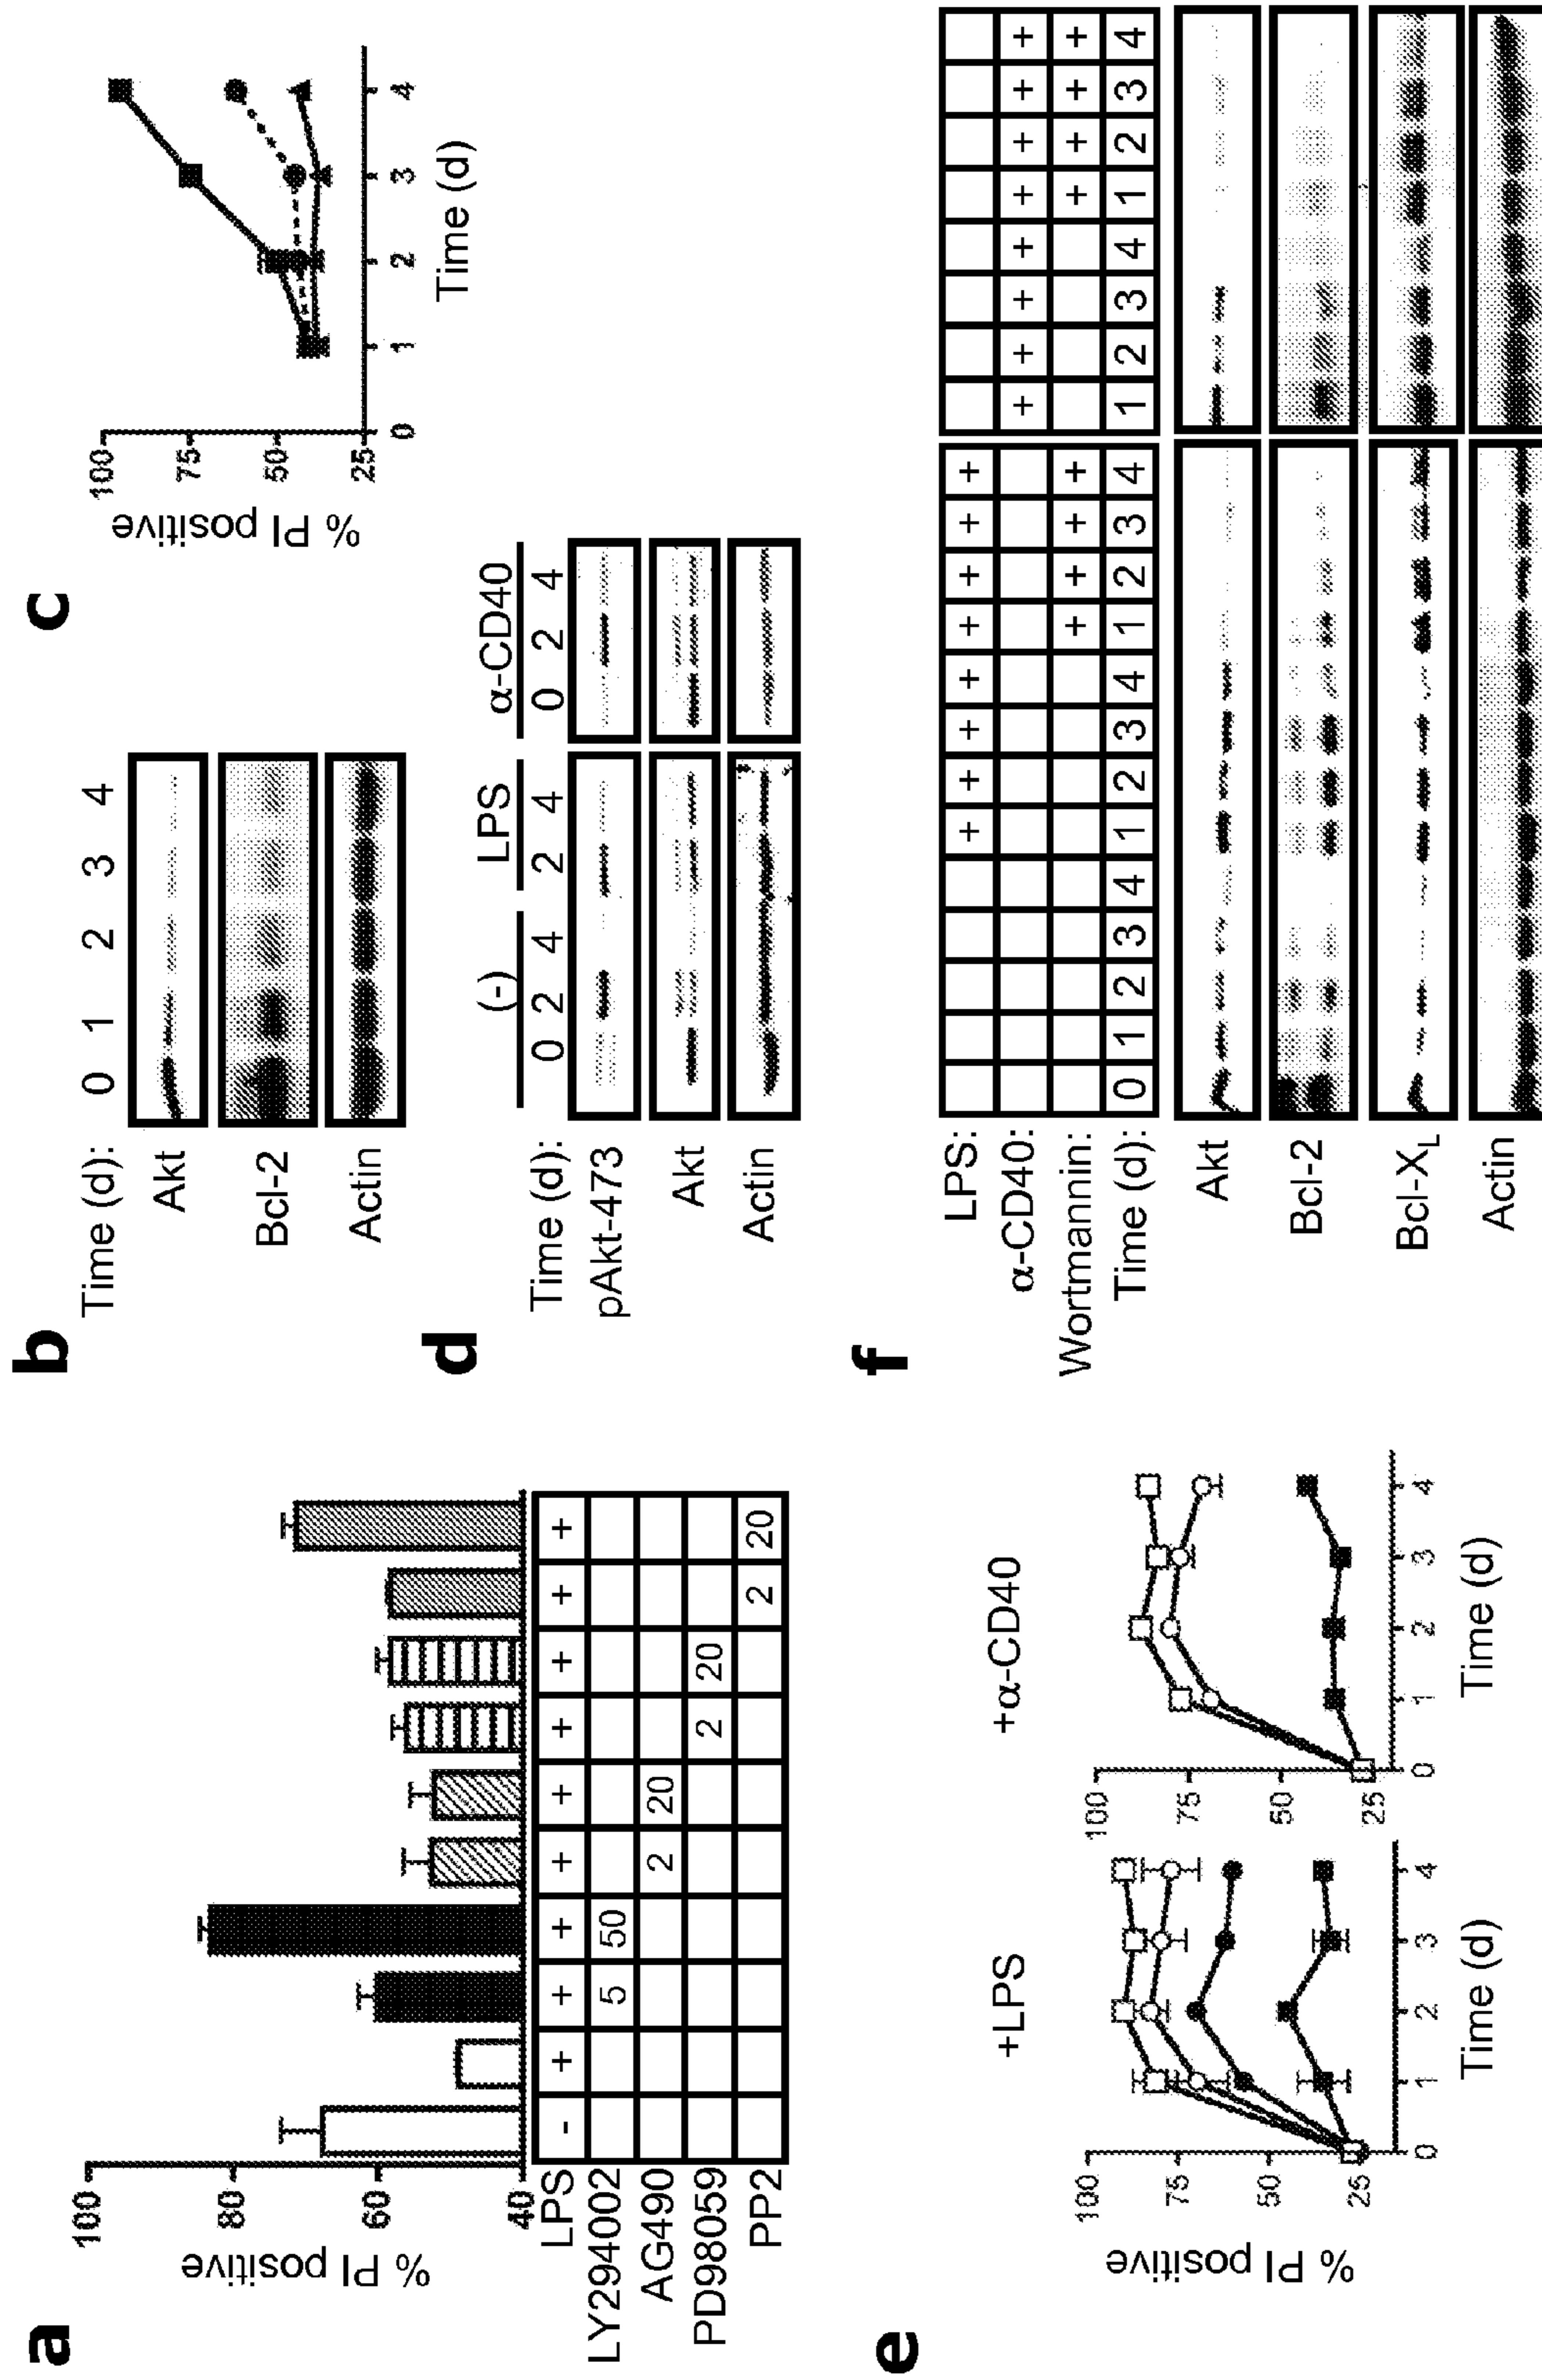 a
% PI positive
100
80
60
40
LPS - + + + + + + + + +
LY294002 5 50
AG490 2 20
PD98059 2 20
PP2 2 20
b
Time (d): 0 1 2 3 4
Akt
Bcl-2
Actin
c
% PI positive
100
75
50
25
0 1 2 3 4
Time (d)
d
(-) LPS α-CD40
Time (d): 0 2 4 2 4 0 2 4
pAkt-473
Akt
Actin
e
+LPS
% PI positive
100
75
50
25
0 1 2 3 4
Time (d)
+α-CD40
100
75
50
25
0 1 2 3 4
Time (d)
f
LPS: + + + + + + + +
α-CD40: + + + + + + + +
Wortmannin: + + + + + + + +
Time (d): 0 1 2 3 4 1 2 3 4 1 2 3 4 1 2 3 4 1 2 3 4
Akt
Bcl-2
Bcl-XL
Actin